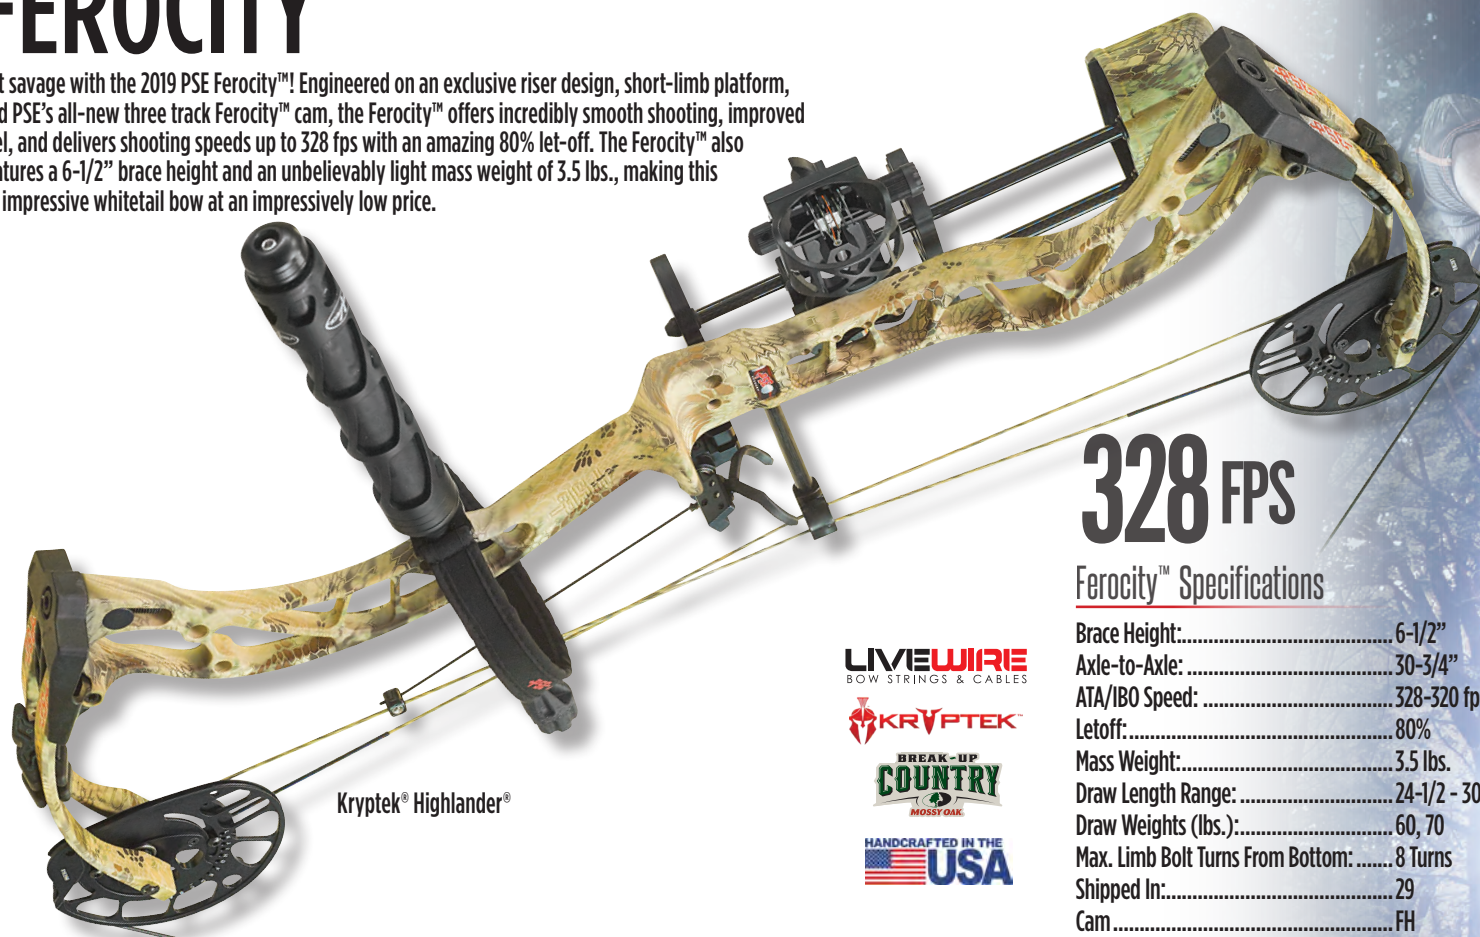 FEROCITY
t savage with the 2019 PSE Ferocity™! Engineered on an exclusive riser design, short-limb platform,
d PSE's all-new three track Ferocity™ cam, the Ferocity™ offers incredibly smooth shooting, improved
el, and delivers shooting speeds up to 328 fps with an amazing 80% let-off. The Ferocity™ also
atures a 6-1/2” brace height and an unbelievably light mass weight of 3.5 lbs., making this
impressive whitetail bow at an impressively low price.
328 FPS
Ferocity™ Specifications
Brace Height:........................................6-1/2”
Axle-to-Axle: ........................................30-3/4”
ATA/IBO Speed: .....................................328-320 fp
Letoff:..................................................80%
Mass Weight:.........................................3.5 lbs.
Draw Length Range: .............................24-1/2 - 30
Draw Weights (lbs.):.............................60, 70
Max. Limb Bolt Turns From Bottom: .......8 Turns
Shipped In:...........................................29
Cam.....................................................FH
LIVEWIRE
BOW STRINGS & CABLES
KRYPTEK™
BREAK-UP
COUNTRY
MOSSY OAK
HANDCRAFTED IN THE
USA
Kryptek® Highlander®